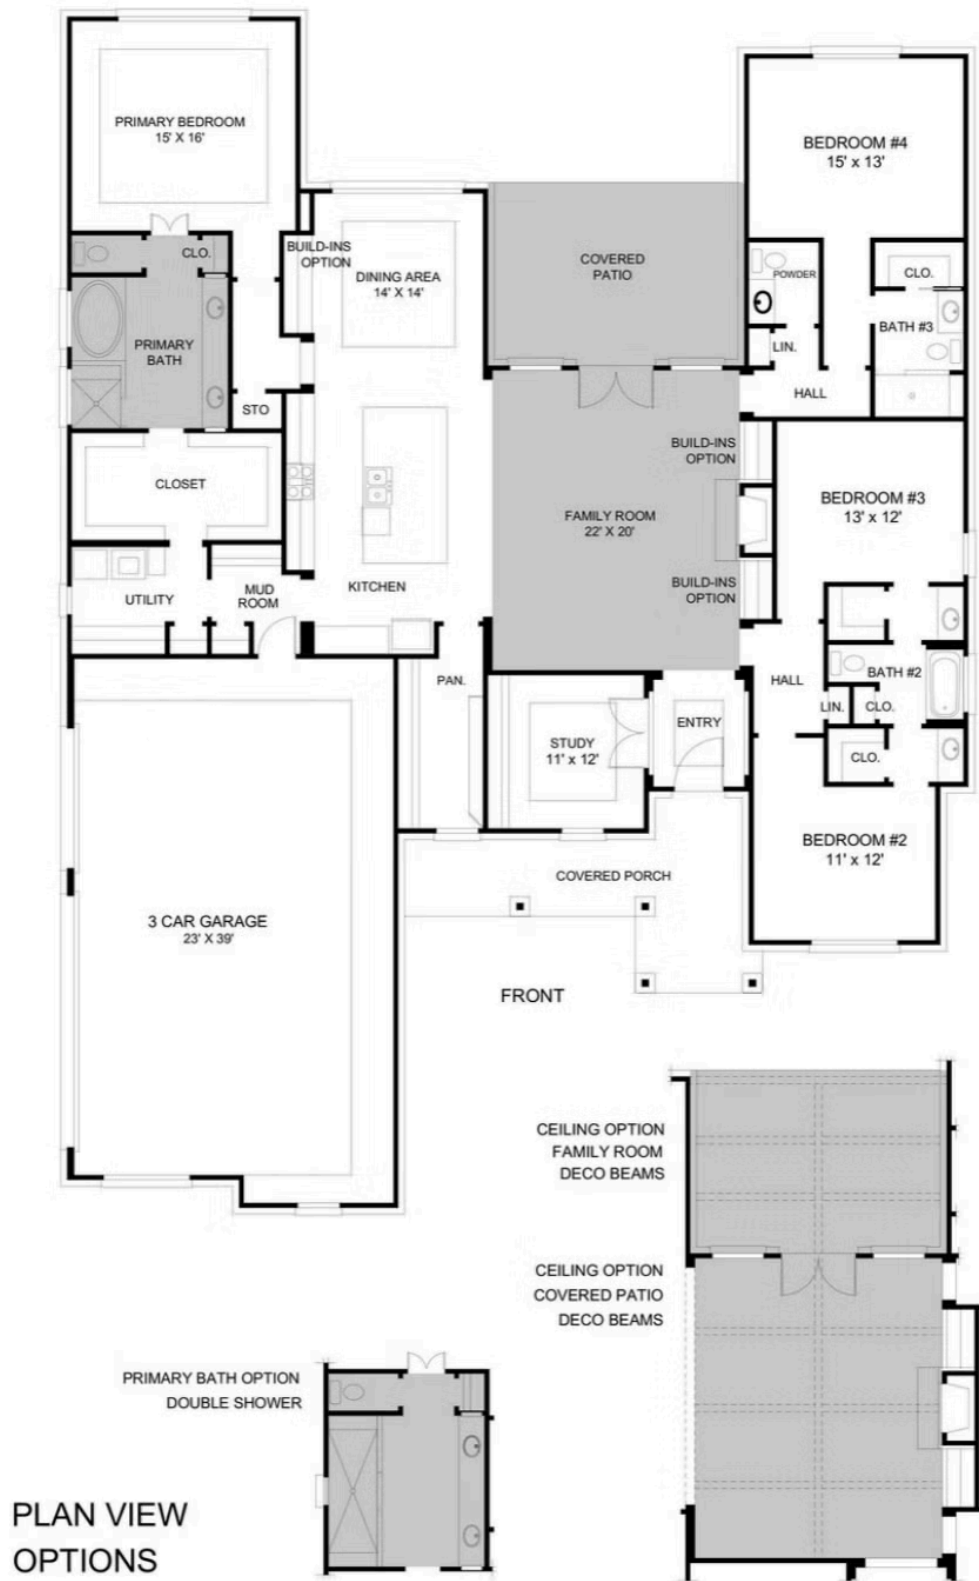 PRIMARY BEDROOM
15' X 16'
BEDROOM #4
15' x 13'
BUILD-INS
OPTION
CLO.
DINING AREA
14' X 14'
COVERED
PATIO
POWDER
CLO.
BATH #3
PRIMARY
BATH
LIN.
HALL
STO
BUILD-INS
OPTION
CLOSET
BEDROOM #3
13' x 12'
FAMILY ROOM
22' X 20'
BUILD-INS
OPTION
KITCHEN
MUD
ROOM
UTILITY
PAN.
HALL
BATH #2
LIN.
CLO.
ENTRY
STUDY
11' x 12'
CLO.
BEDROOM #2
11' x 12'
COVERED PORCH
3 CAR GARAGE
23' X 39'
FRONT
CEILING OPTION
FAMILY ROOM
DECO BEAMS
CEILING OPTION
COVERED PATIO
DECO BEAMS
PRIMARY BATH OPTION
DOUBLE SHOWER
PLAN VIEW
OPTIONS